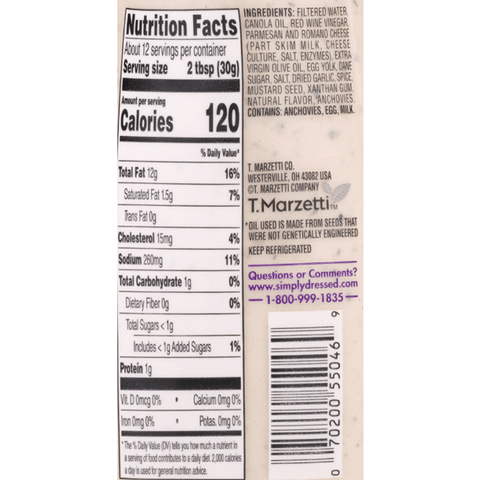 Nutrition Facts
About 12 servings per container
Serving size 2 tbsp (30g)
Amount per serving
Calories 120
% Daily Value*
Total Fat 12g 16%
Saturated Fat 1.5g 7%
Trans Fat 0g
Cholesterol 15mg 4%
Sodium 260mg 11%
Total Carbohydrate 1g 0%
Dietary Fiber 0g 0%
Total Sugars <1g
Includes <1g Added Sugars 1%
Protein 1g
Vit. D 0mcg 0% • Calcium 0mg 0%
Iron 0mg 0% • Potas. 0mg 0%
*The % Daily Value (DV) tells you how much a nutrient in
a serving of food contributes to a daily diet. 2,000 calories
a day is used for general nutrition advice.
INGREDIENTS: FILTERED WATER,
CANOLA OIL, RED WINE VINEGAR,
PARMESAN AND ROMANO CHEESE
(PART SKIM MILK, CHEESE
CULTURE, SALT, ENZYMES), EXTRA
VIRGIN OLIVE OIL, EGG YOLK, CANE
SUGAR, SALT, DRIED GARLIC, SPICE,
MUSTARD SEED, XANTHAN GUM,
NATURAL FLAVOR, ANCHOVIES.
CONTAINS: ANCHOVIES, EGG, MILK.
T. MARZETTI CO.
WESTERVILLE, OH 43082 USA
©T. MARZETTI COMPANY
T.Marzetti™
*OIL USED IS MADE FROM SEEDS THAT
WERE NOT GENETICALLY ENGINEERED
KEEP REFRIGERATED
Questions or Comments?
www.simplydressed.com
1-800-999-1835
0 70200 55046 9